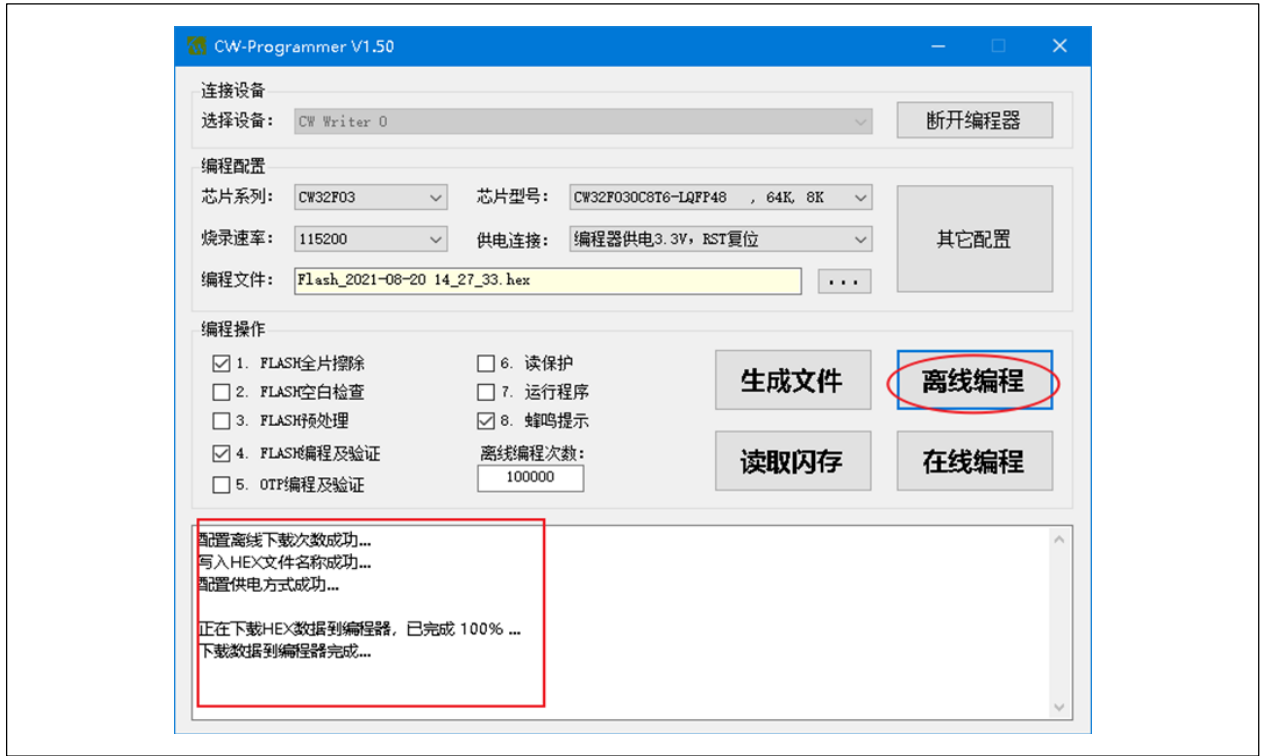 CW-Programmer V1.50
连接设备
选择设备： CW Writer 0 断开编程器
编程配置
芯片系列： CW32F03 芯片型号： CW32F030C8T6-LQFP48 , 64K, 8K
烧录速率： 115200 供电连接： 编程器供电3.3V，RST复位 其它配置
编程文件： Flash_2021-08-20 14_27_33.hex ...
编程操作
1. FLASH全片擦除 6. 读保护
2. FLASH空白检查 7. 运行程序 生成文件 离线编程
3. FLASH预处理 8. 蜂鸣提示
4. FLASH编程及验证 离线编程次数： 读取闪存 在线编程
5. OTP编程及验证 100000
配置离线下载次数成功...
写入HEX文件名称成功...
配置供电方式成功...
正在下载HEX数据到编程器，已完成 100% ...
下载数据到编程器完成...